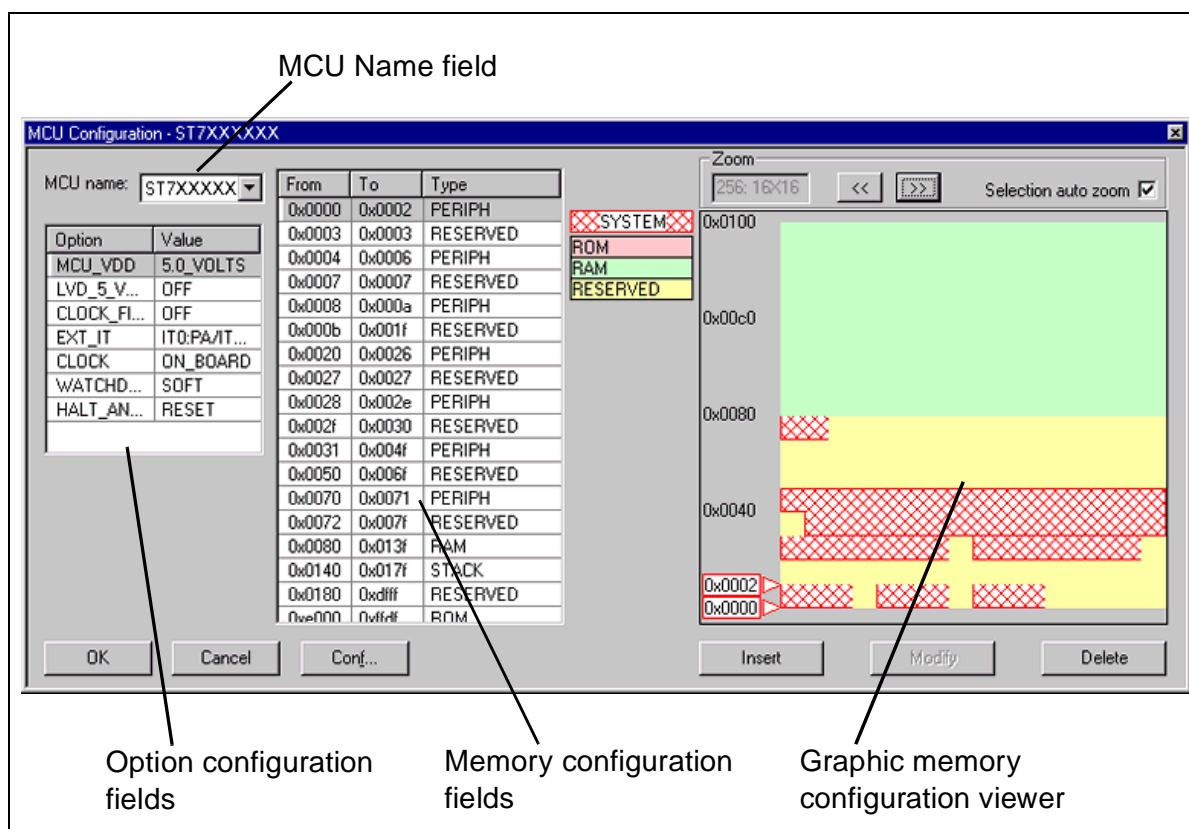 MCU Name field
MCU Configuration - ST7XXXXXX
MCU name: ST7XXXXX
Option Value
MCU_VDD 5.0_VOLTS
LVD_5_V... OFF
CLOCK_FI... OFF
EXT_IT IT0:PA/IT...
CLOCK ON_BOARD
WATCHD... SOFT
HALT_AN... RESET
From To Type
0x0000 0x0002 PERIPH
0x0003 0x0003 RESERVED
0x0004 0x0006 PERIPH
0x0007 0x0007 RESERVED
0x0008 0x000a PERIPH
0x000b 0x001f RESERVED
0x0020 0x0026 PERIPH
0x0027 0x0027 RESERVED
0x0028 0x002e PERIPH
0x002f 0x0030 RESERVED
0x0031 0x004f PERIPH
0x0050 0x006f RESERVED
0x0070 0x0071 PERIPH
0x0072 0x007f RESERVED
0x0080 0x013f RAM
0x0140 0x017f STACK
0x0180 0xdfff RESERVED
0xe000 0xffdf ROM
SYSTEM
ROM
RAM
RESERVED
Zoom
256: 16X16 << >> Selection auto zoom
0x0100
0x00c0
0x0080
0x0040
0x0002
0x0000
OK Cancel Conf... Insert Modify Delete
Option configuration
fields
Memory configuration
fields
Graphic memory
configuration viewer